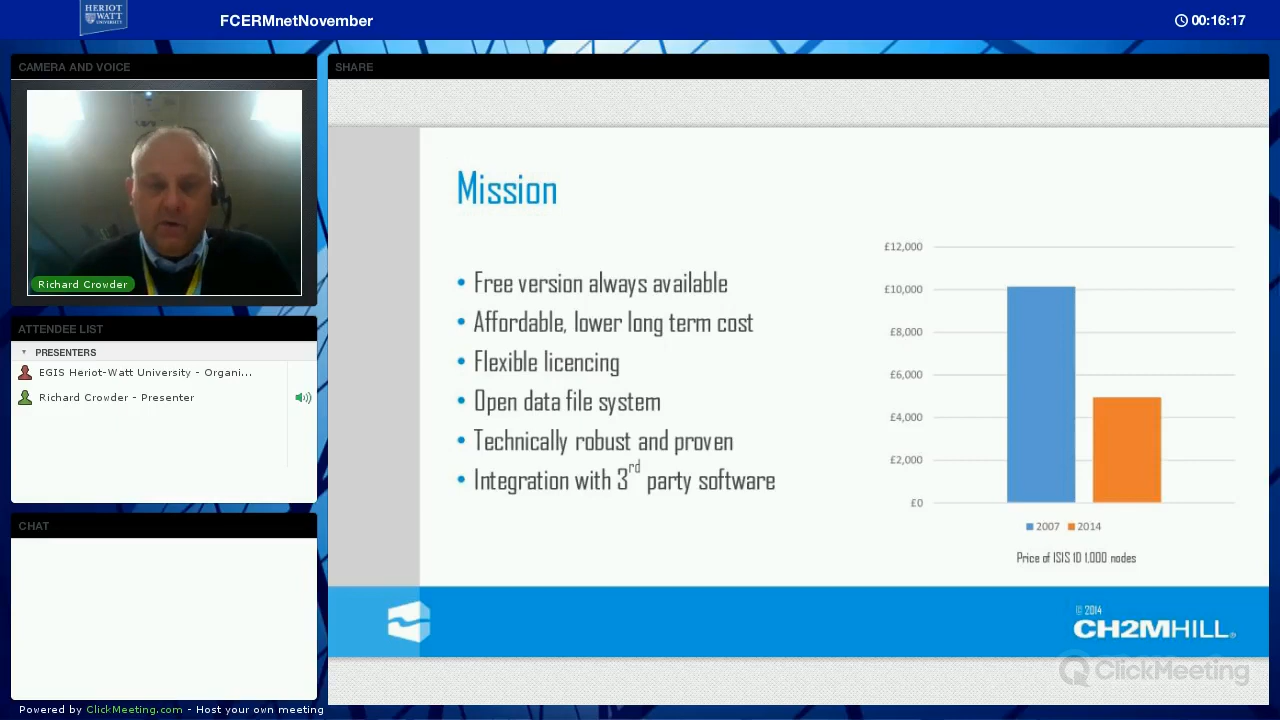 HERIOT
WATT
UNIVERSITY
FCERMnetNovember
00:16:17
CAMERA AND VOICE
Richard Crowder
ATTENDEE LIST
PRESENTERS
EGIS Heriot-Watt University - Organi...
Richard Crowder - Presenter
CHAT
Powered by ClickMeeting.com - Host your own meeting
SHARE
Mission
• Free version always available
• Affordable, lower long term cost
• Flexible licencing
• Open data file system
• Technically robust and proven
• Integration with 3rd party software
£12,000
£10,000
£8,000
£6,000
£4,000
£2,000
£0
2007 2014
Price of ISIS 1D 1,000 nodes
© 2014
CH2MHILL®
ClickMeeting